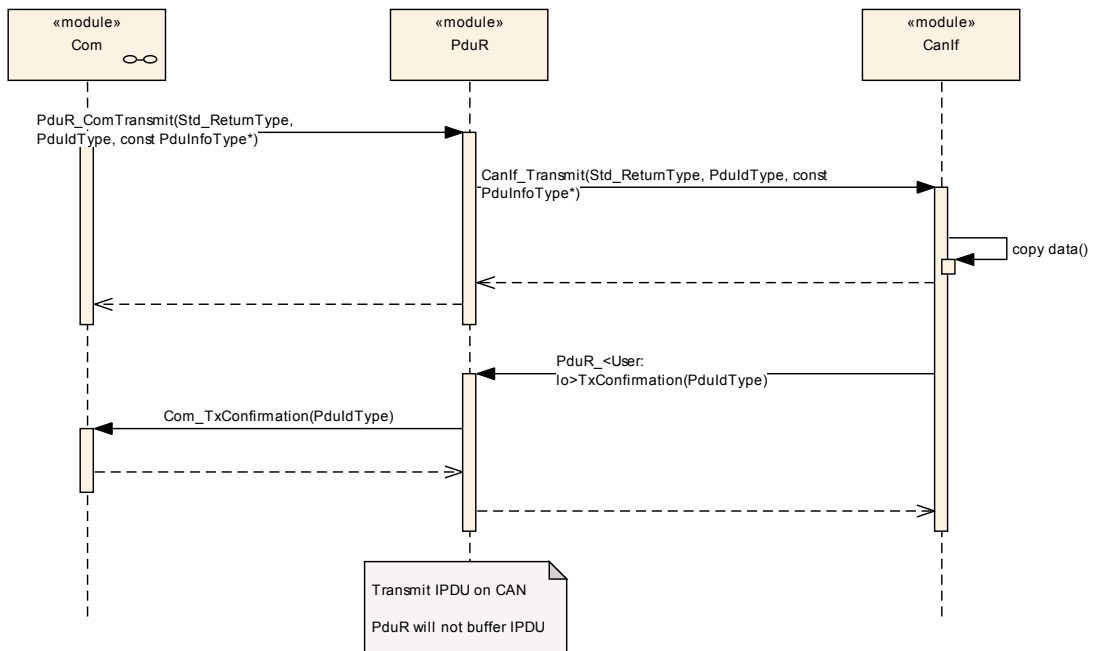 «module»
Com
«module»
PduR
«module»
CanIf
PduR_ComTransmit(Std_ReturnType,
PduIdType, const PduInfoType*)
CanIf_Transmit(Std_ReturnType, PduIdType, const
PduInfoType*)
copy data()
PduR_<User:
lo>TxConfirmation(PduIdType)
Com_TxConfirmation(PduIdType)
Transmit IPDU on CAN
PduR will not buffer IPDU